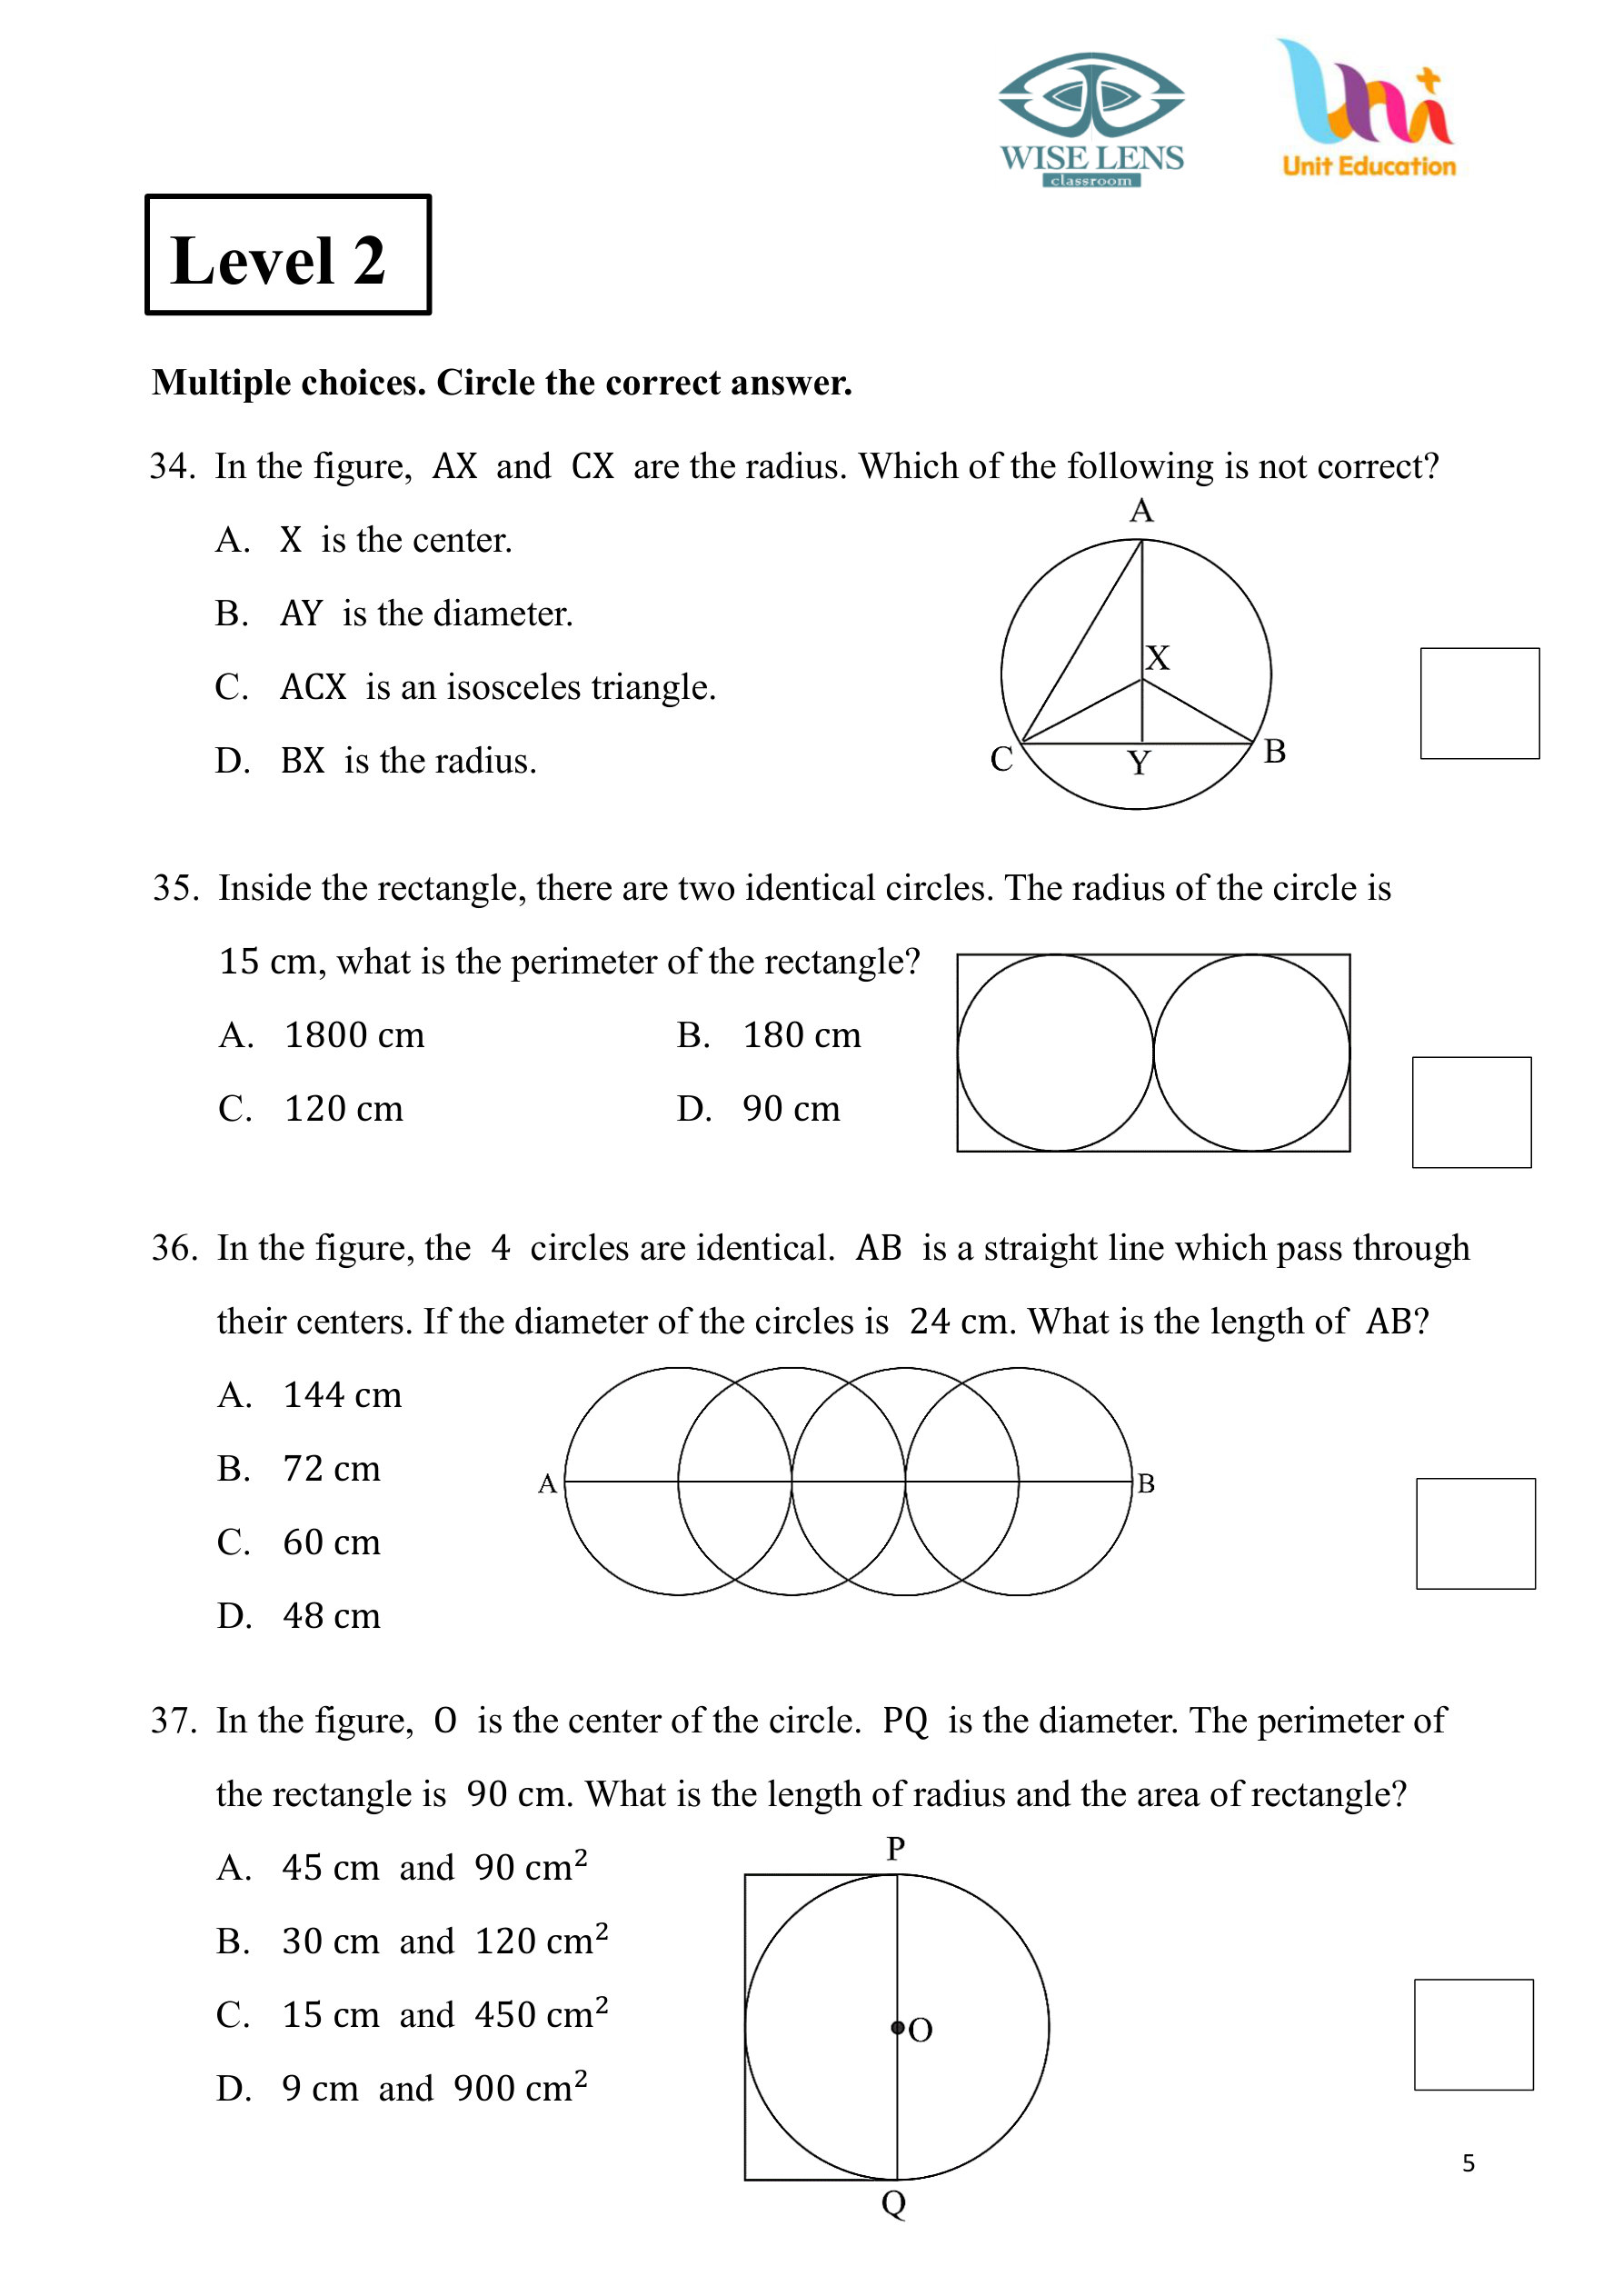 WISE LENS
classroom
Uni
Unit Education
Level 2
Multiple choices. Circle the correct answer.
34. In the figure, AX and CX are the radius. Which of the following is not correct?
A. X is the center.
B. AY is the diameter.
C. ACX is an isosceles triangle.
D. BX is the radius.
A
X
C
Y
B
35. Inside the rectangle, there are two identical circles. The radius of the circle is
15 cm, what is the perimeter of the rectangle?
A. 1800 cm B. 180 cm
C. 120 cm D. 90 cm
36. In the figure, the 4 circles are identical. AB is a straight line which pass through
their centers. If the diameter of the circles is 24 cm. What is the length of AB?
A. 144 cm
B. 72 cm
C. 60 cm
D. 48 cm
A
B
37. In the figure, O is the center of the circle. PQ is the diameter. The perimeter of
the rectangle is 90 cm. What is the length of radius and the area of rectangle?
A. 45 cm and 90 cm²
B. 30 cm and 120 cm²
C. 15 cm and 450 cm²
D. 9 cm and 900 cm²
P
O
Q
5